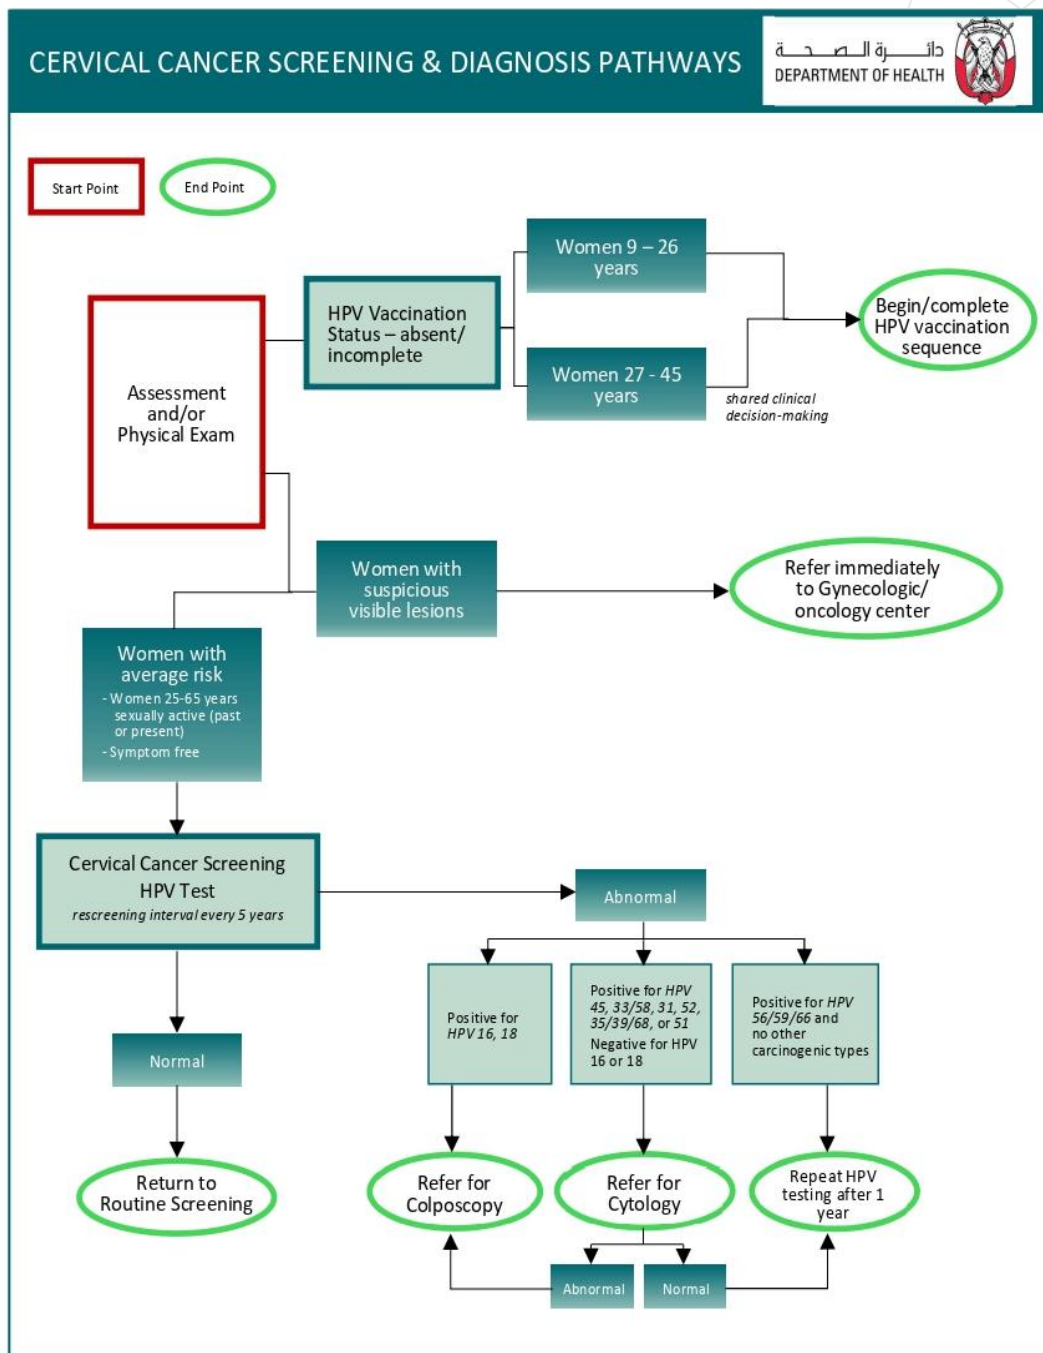 CERVICAL CANCER SCREENING & DIAGNOSIS PATHWAYS
دائرة الصحة
DEPARTMENT OF HEALTH
Start Point
End Point
Women 9 – 26
years
HPV Vaccination
Status – absent/
incomplete
Begin/complete
HPV vaccination
sequence
Women 27 - 45
years
shared clinical
decision-making
Assessment
and/or
Physical Exam
Women with
suspicious
visible lesions
Refer immediately
to Gynecologic/
oncology center
Women with
average risk
- Women 25-65 years
sexually active (past
or present)
- Symptom free
Cervical Cancer Screening
HPV Test
rescreening interval every 5 years
Abnormal
Positive for
HPV 16, 18
Positive for HPV
45, 33/58, 31, 52,
35/39/68, or 51
Negative for HPV
16 or 18
Positive for HPV
56/59/66 and
no other
carcinogenic types
Normal
Return to
Routine Screening
Refer for
Colposcopy
Refer for
Cytology
Repeat HPV
testing after 1
year
Abnormal
Normal